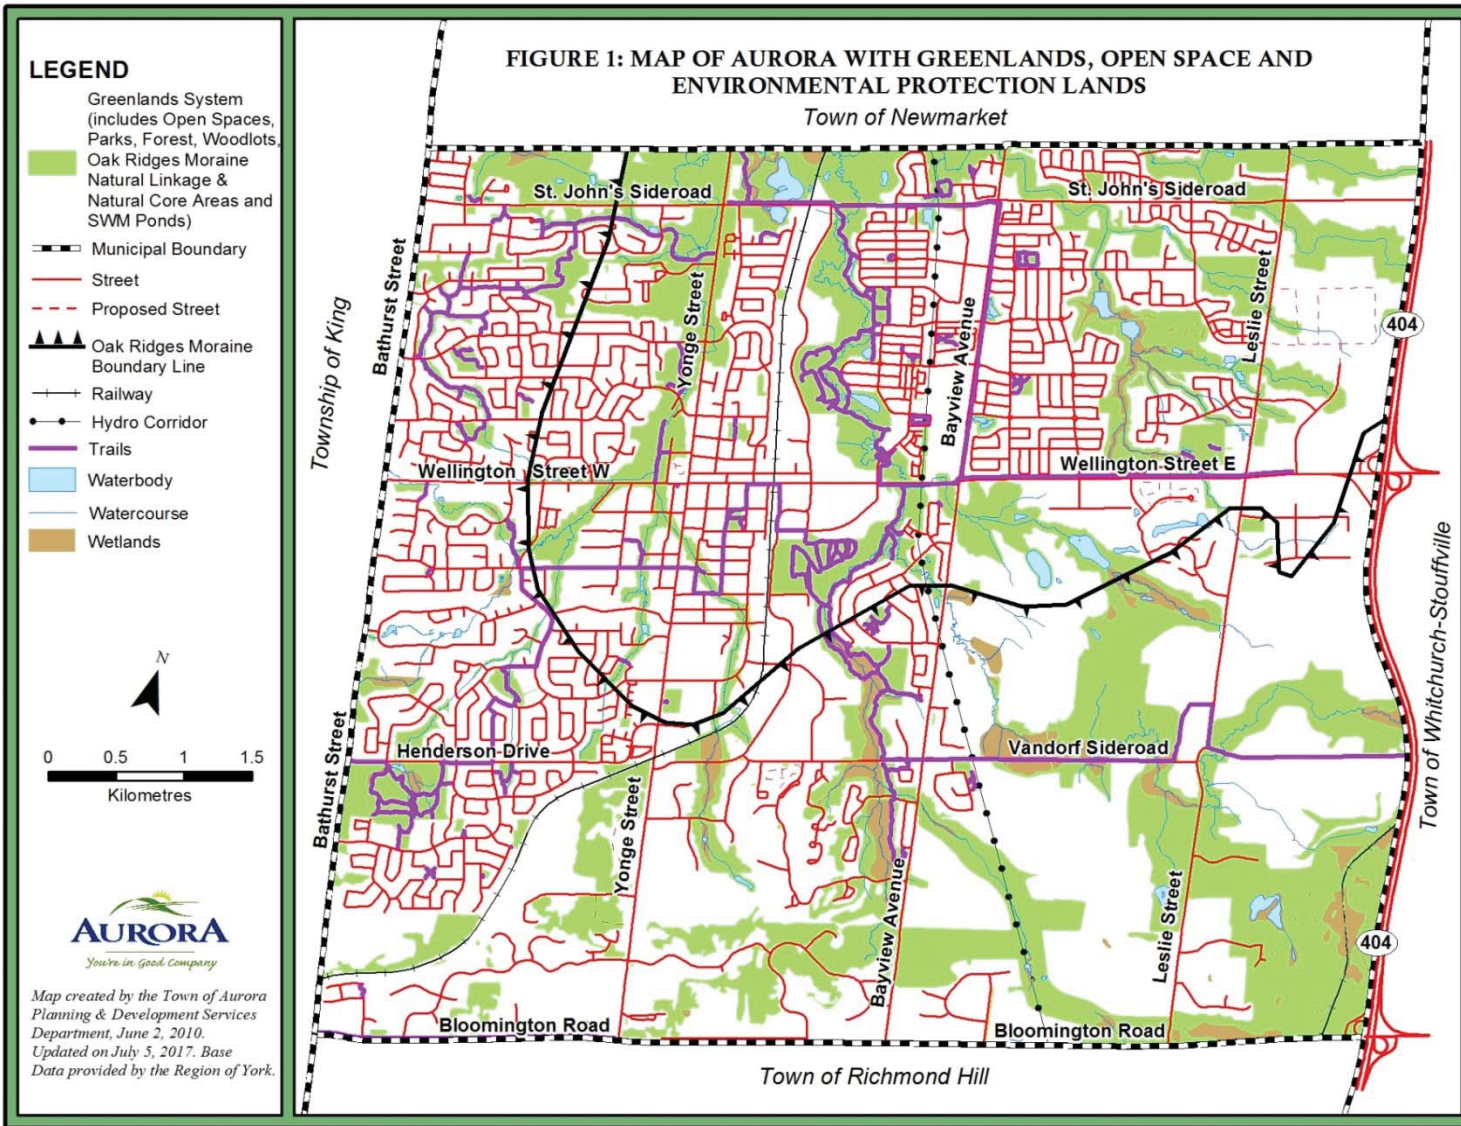 LEGEND
Greenlands System
(includes Open Spaces,
Parks, Forest, Woodlots,
Oak Ridges Moraine
Natural Linkage &
Natural Core Areas and
SWM Ponds)
Municipal Boundary
Street
Proposed Street
Oak Ridges Moraine
Boundary Line
Railway
Hydro Corridor
Trails
Waterbody
Watercourse
Wetlands
N
0 0.5 1 1.5
Kilometres
AURORA
You're in Good Company
Map created by the Town of Aurora
Planning & Development Services
Department, June 2, 2010.
Updated on July 5, 2017. Base
Data provided by the Region of York.
FIGURE 1: MAP OF AURORA WITH GREENLANDS, OPEN SPACE AND
ENVIRONMENTAL PROTECTION LANDS
Town of Newmarket
St. John's Sideroad
St. John's Sideroad
Bathurst Street
Township of King
Yonge Street
Bayview Avenue
Leslie Street
404
Wellington Street W
Wellington Street E
Town of Whitchurch-Stouffville
Bathurst Street
Henderson Drive
Vandorf Sideroad
Yonge Street
Bayview Avenue
Leslie Street
404
Bloomington Road
Bloomington Road
Town of Richmond Hill